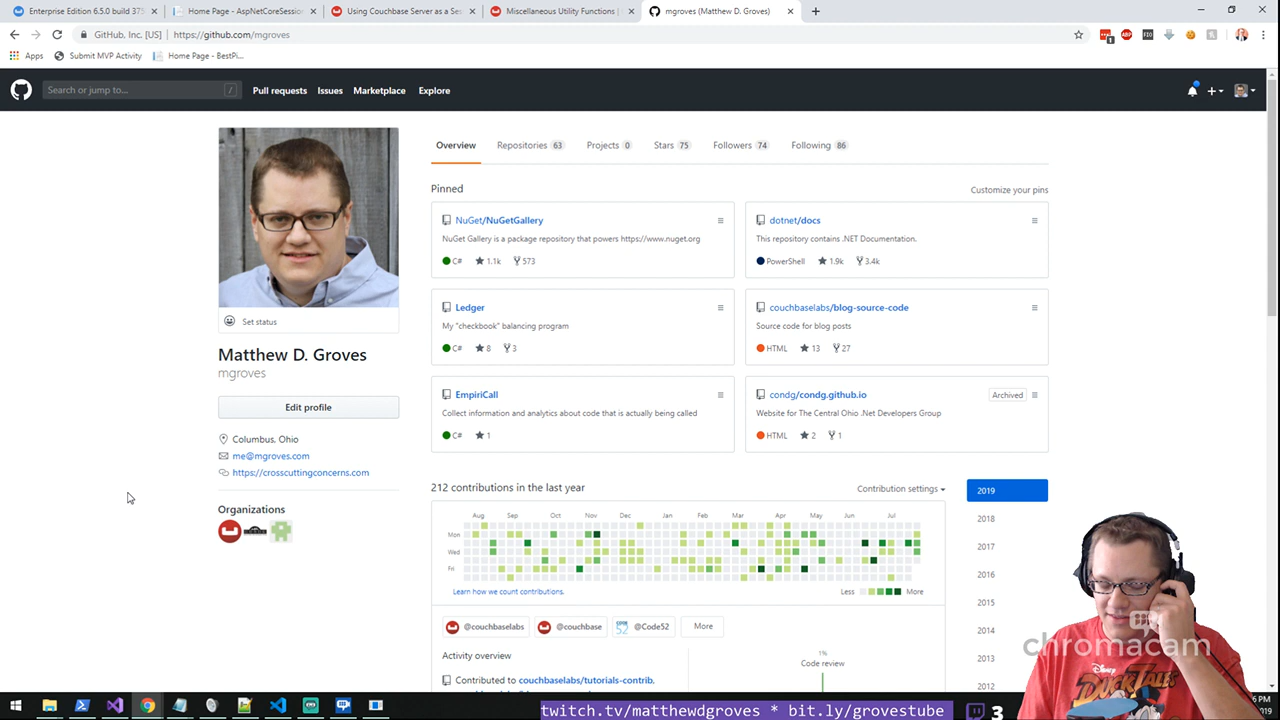 Enterprise Edition 6.5.0 build 375
Home Page - AspNetCoreSessio
Using Couchbase Server as a Se
Miscellaneous Utility Functions |
mgroves (Matthew D. Groves)
GitHub, Inc. [US] | https://github.com/mgroves
Apps
Submit MVP Activity
Home Page - BestPi...
Search or jump to...
/
Pull requests
Issues
Marketplace
Explore
Overview
Repositories 63
Projects 0
Stars 75
Followers 74
Following 86
Pinned
Customize your pins
NuGet/NuGetGallery
NuGet Gallery is a package repository that powers https://www.nuget.org
C# 1.1k 573
dotnet/docs
This repository contains .NET Documentation.
PowerShell 1.9k 3.4k
Ledger
My "checkbook" balancing program
C# 8 3
couchbaselabs/blog-source-code
Source code for blog posts
HTML 13 27
EmpiriCall
Collect information and analytics about code that is actually being called
C# 1
condg/condg.github.io
Archived
Website for The Central Ohio .Net Developers Group
HTML 2 1
Set status
Matthew D. Groves
mgroves
Edit profile
Columbus, Ohio
me@mgroves.com
https://crosscuttingconcerns.com
Organizations
212 contributions in the last year
Contribution settings
Aug Sep Oct Nov Dec Jan Feb Mar Apr May Jun Jul
Mon
Wed
Fri
Learn how we count contributions.
Less
More
2019
2018
2017
2016
2015
2014
2013
2012
@couchbaselabs
@couchbase
@Code52
More
Activity overview
Contributed to couchbaselabs/tutorials-contrib,
1%
Code review
chromacam
Disney
DUCKTALES
twitch.tv/matthewdgroves * bit.ly/grovestube
3
PM
2019